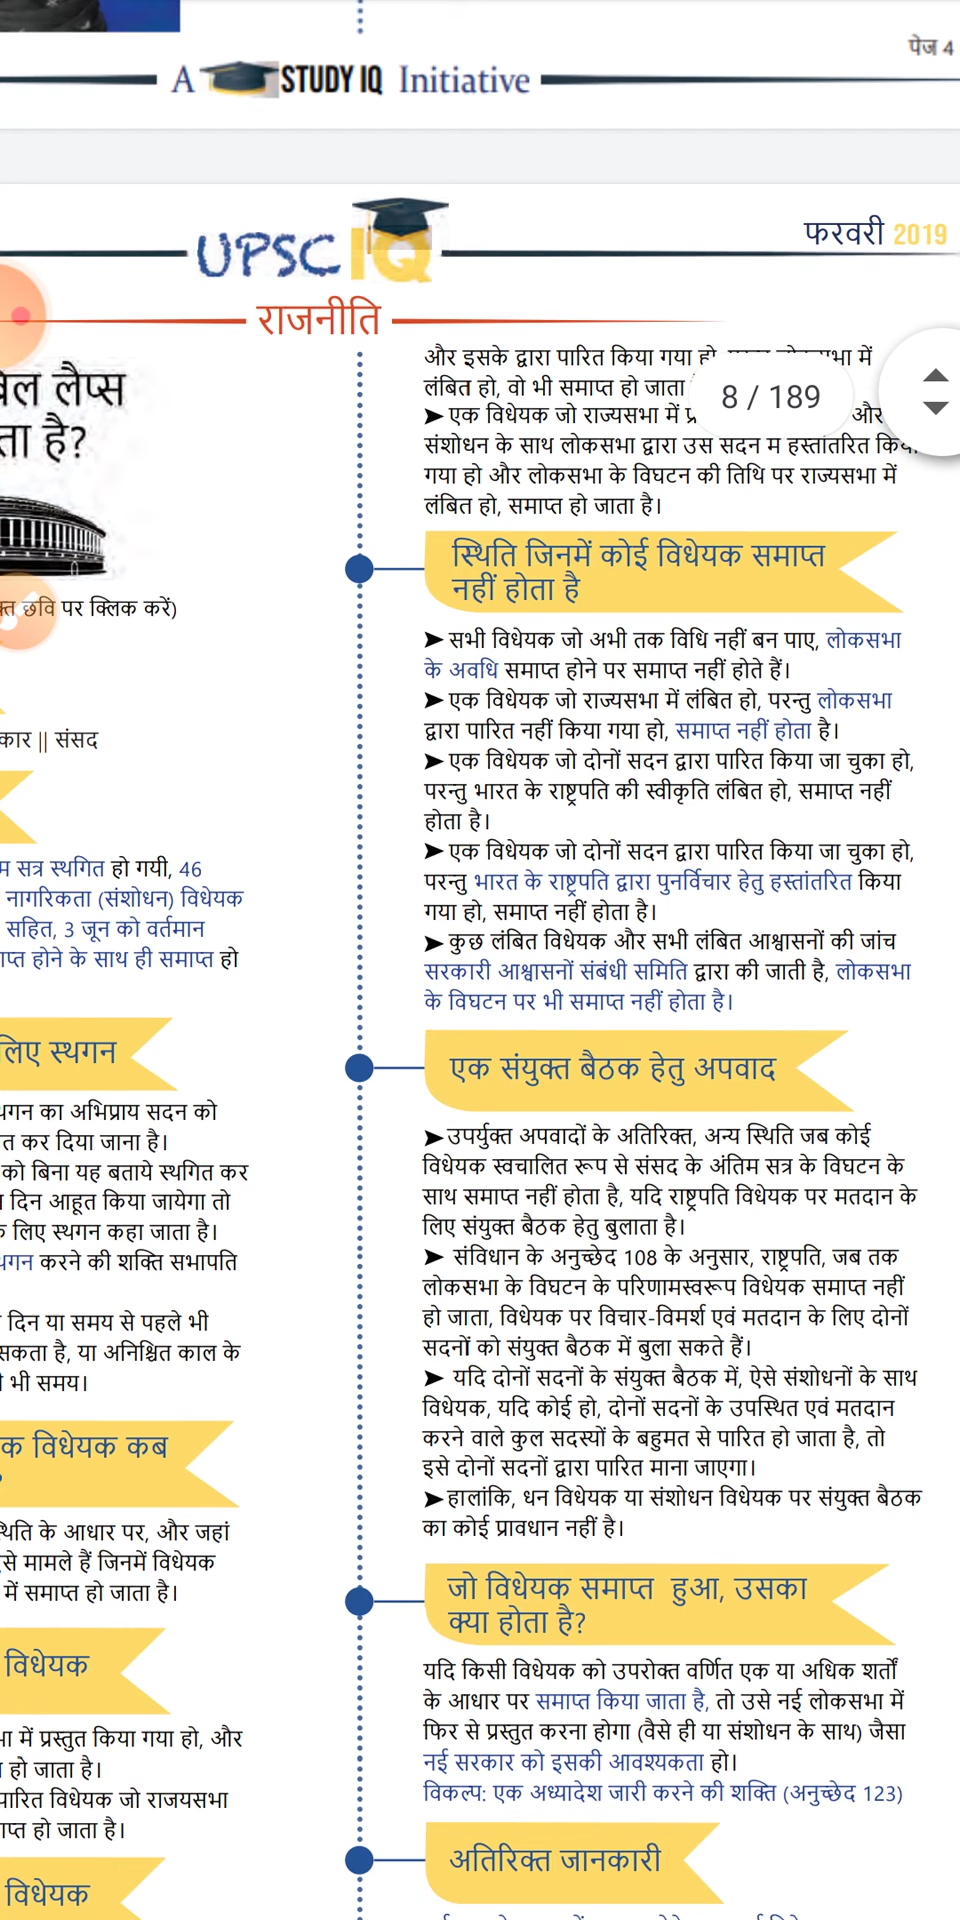 पेज 4
A STUDY IQ Initiative
UPSC IQ
फरवरी 2019
राजनीति
लैप्स
है?
छवि पर क्लिक करें)
|| संसद
सत्र स्थगित हो गयी, 46
नागरिकता (संशोधन) विधेयक
सहित, 3 जून को वर्तमान
होने के साथ ही समाप्त हो
लिए स्थगन
का अभिप्राय सदन को
कर दिया जाना है।
को बिना यह बताये स्थगित कर
दिन आहूत किया जायेगा तो
लिए स्थगन कहा जाता है।
करने की शक्ति सभापति
दिन या समय से पहले भी
सकता है, या अनिश्चित काल के
भी समय।
विधेयक कब
के आधार पर, और जहां
मामले हैं जिनमें विधेयक
में समाप्त हो जाता है।
विधेयक
में प्रस्तुत किया गया हो, और
हो जाता है।
पारित विधेयक जो राजयसभा
हो जाता है।
विधेयक
और इसके द्वारा पारित किया गया में
लंबित हो, वो भी समाप्त हो जाता
8 / 189
➤ एक विधेयक जो राज्यसभा में और
संशोधन के साथ लोकसभा द्वारा उस सदन म हस्तांतरित
गया हो और लोकसभा के विघटन की तिथि पर राज्यसभा में
लंबित हो, समाप्त हो जाता है।
स्थिति जिनमें कोई विधेयक समाप्त
नहीं होता है
➤ सभी विधेयक जो अभी तक विधि नहीं बन पाए, लोकसभा
के अवधि समाप्त होने पर समाप्त नहीं होते हैं।
➤ एक विधेयक जो राज्यसभा में लंबित हो, परन्तु लोकसभा
द्वारा पारित नहीं किया गया हो, समाप्त नहीं होता है।
➤ एक विधेयक जो दोनों सदन द्वारा पारित किया जा चुका हो,
परन्तु भारत के राष्ट्रपति की स्वीकृति लंबित हो, समाप्त नहीं
होता है।
➤ एक विधेयक जो दोनों सदन द्वारा पारित किया जा चुका हो,
परन्तु भारत के राष्ट्रपति द्वारा पुनर्विचार हेतु हस्तांतरित किया
गया हो, समाप्त नहीं होता है।
➤ कुछ लंबित विधेयक और सभी लंबित आश्वासनों की जांच
सरकारी आश्वासनों संबंधी समिति द्वारा की जाती है, लोकसभा
के विघटन पर भी समाप्त नहीं होता है।
एक संयुक्त बैठक हेतु अपवाद
➤उपर्युक्त अपवादों के अतिरिक्त, अन्य स्थिति जब कोई
विधेयक स्वचालित रूप से संसद के अंतिम सत्र के विघटन के
साथ समाप्त नहीं होता है, यदि राष्ट्रपति विधेयक पर मतदान के
लिए संयुक्त बैठक हेतु बुलाता है।
➤ संविधान के अनुच्छेद 108 के अनुसार, राष्ट्रपति, जब तक
लोकसभा के विघटन के परिणामस्वरूप विधेयक समाप्त नहीं
हो जाता, विधेयक पर विचार-विमर्श एवं मतदान के लिए दोनों
सदनों को संयुक्त बैठक में बुला सकते हैं।
➤ यदि दोनों सदनों के संयुक्त बैठक में, ऐसे संशोधनों के साथ
विधेयक, यदि कोई हो, दोनों सदनों के उपस्थित एवं मतदान
करने वाले कुल सदस्यों के बहुमत से पारित हो जाता है, तो
इसे दोनों सदनों द्वारा पारित माना जाएगा।
➤हालांकि, धन विधेयक या संशोधन विधेयक पर संयुक्त बैठक
का कोई प्रावधान नहीं है।
जो विधेयक समाप्त हुआ, उसका
क्या होता है?
यदि किसी विधेयक को उपरोक्त वर्णित एक या अधिक शर्तों
के आधार पर समाप्त किया जाता है, तो उसे नई लोकसभा में
फिर से प्रस्तुत करना होगा (वैसे ही या संशोधन के साथ) जैसा
नई सरकार को इसकी आवश्यकता हो।
विकल्प: एक अध्यादेश जारी करने की शक्ति (अनुच्छेद 123)
अतिरिक्त जानकारी